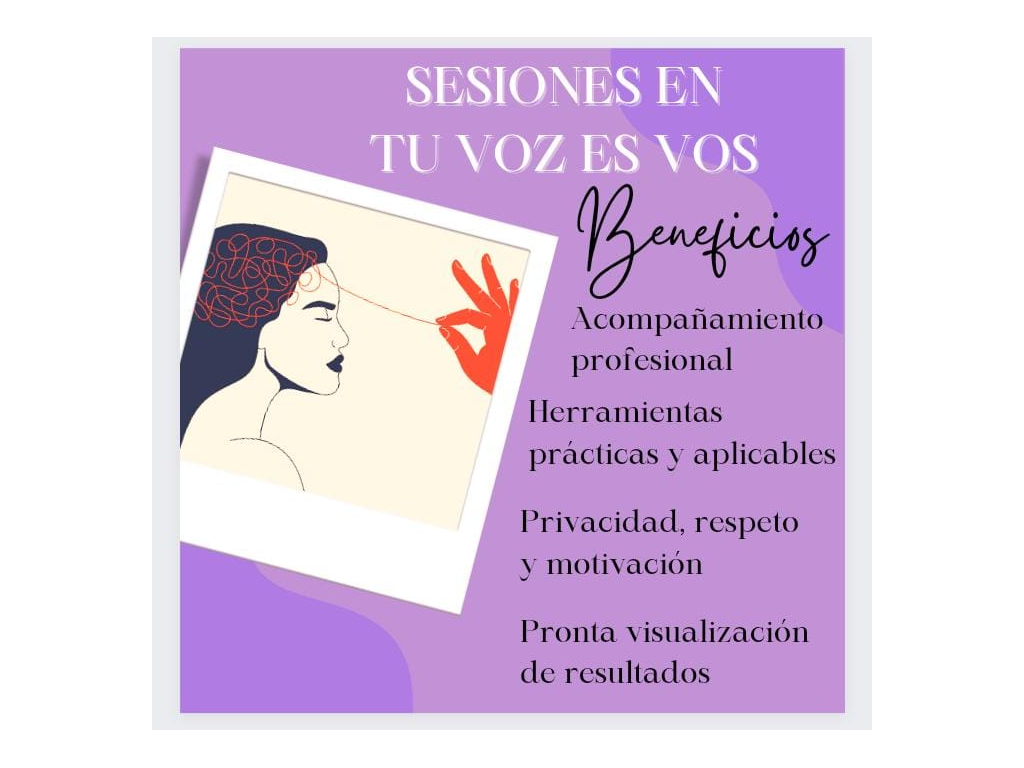 SESIONES EN
TU VOZ ES VOS
Beneficios
Acompañamiento
profesional
Herramientas
prácticas y aplicables
Privacidad, respeto
y motivación
Pronta visualización
de resultados